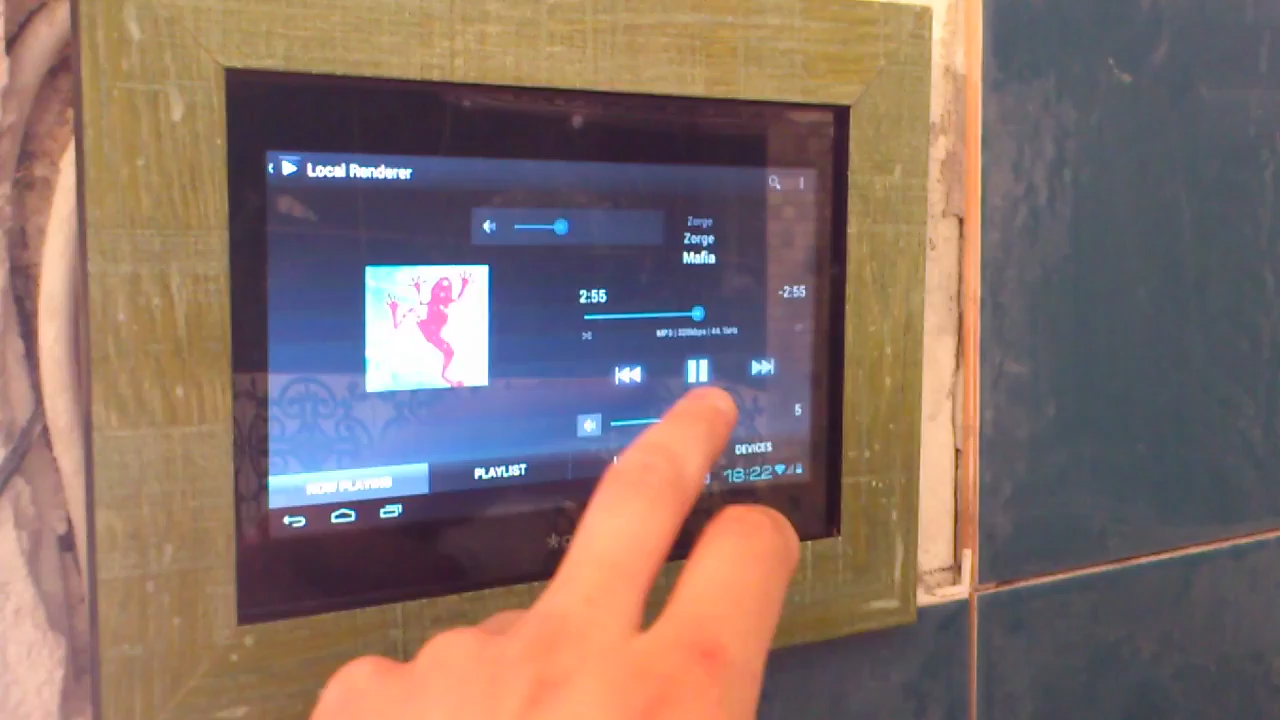 Local Renderer
Zorge
Zorge
Mafia
2:55
-2:55
MP3 | 320kbps | 44.1kHz
5
DEVICES
NOW PLAYING
PLAYLIST
18:22